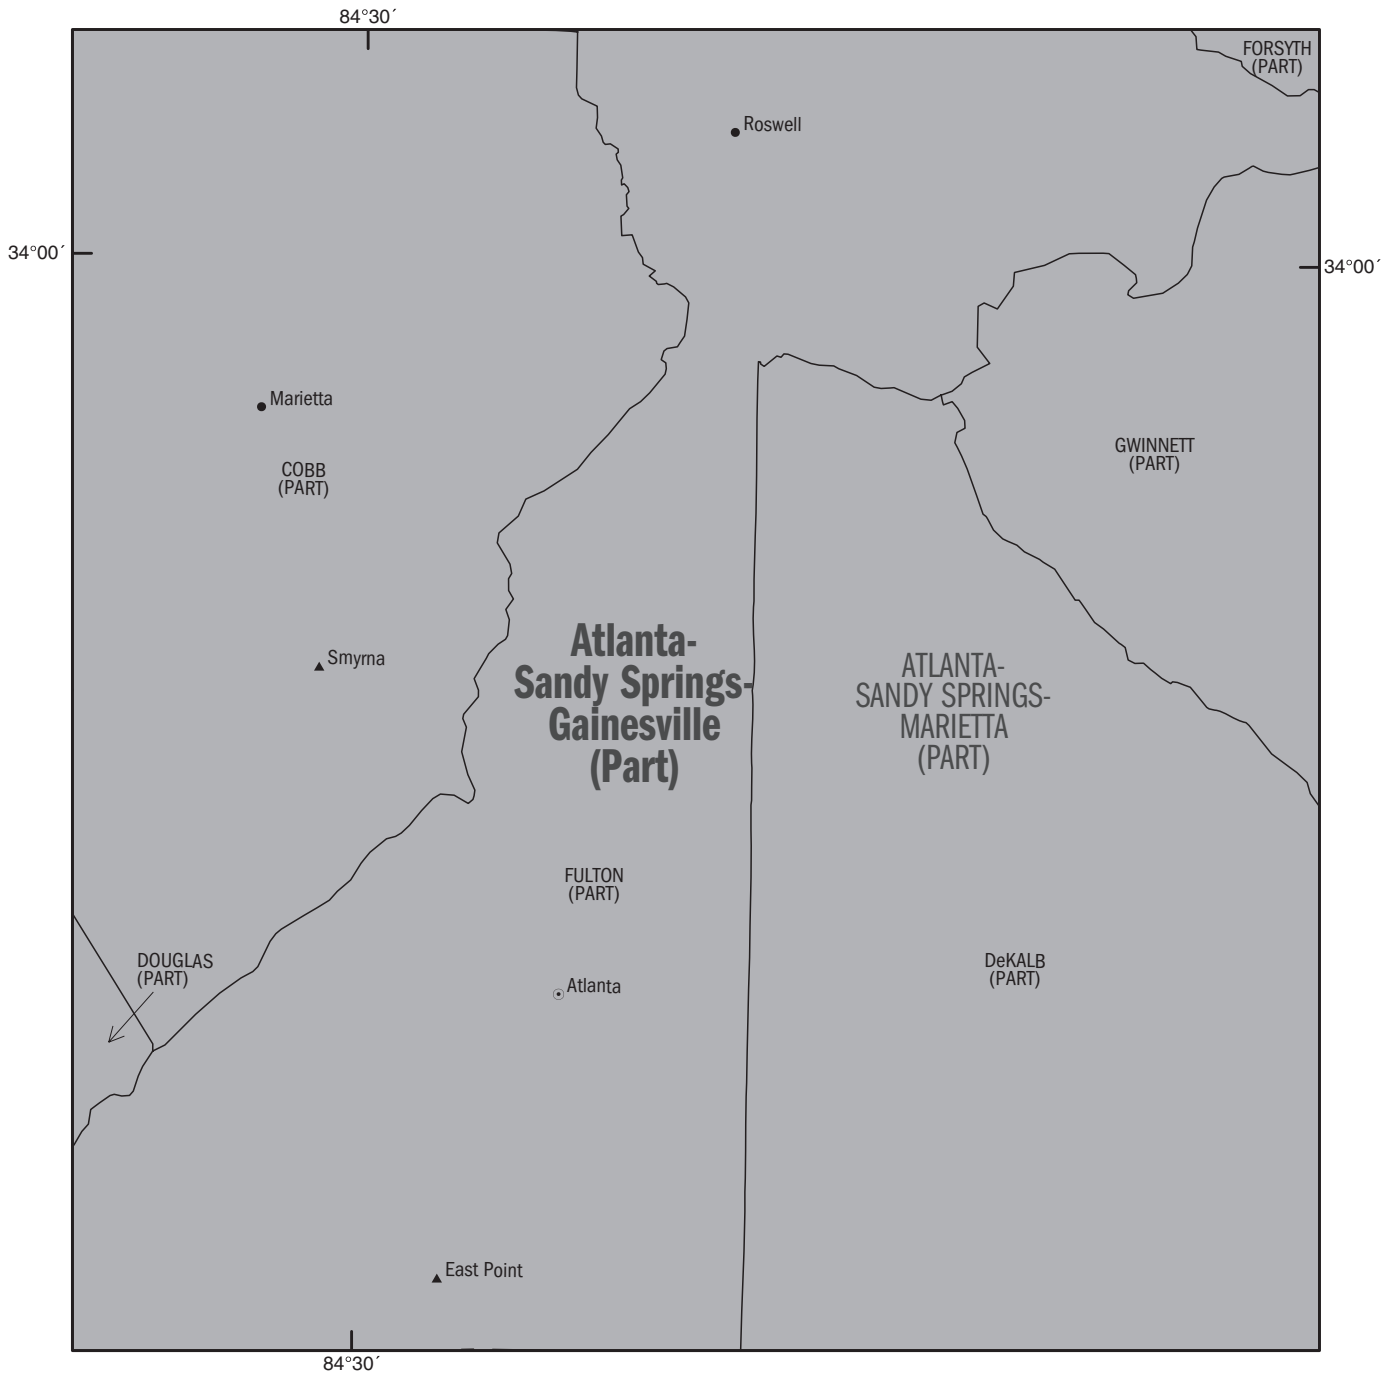 84°30´
FORSYTH
(PART)
Roswell
34°00´
34°00´
Marietta
COBB
(PART)
GWINNETT
(PART)
Smyrna
Atlanta-
Sandy Springs-
Gainesville
(Part)
ATLANTA-
SANDY SPRINGS-
MARIETTA
(PART)
FULTON
(PART)
DOUGLAS
(PART)
DeKALB
(PART)
Atlanta
East Point
84°30´